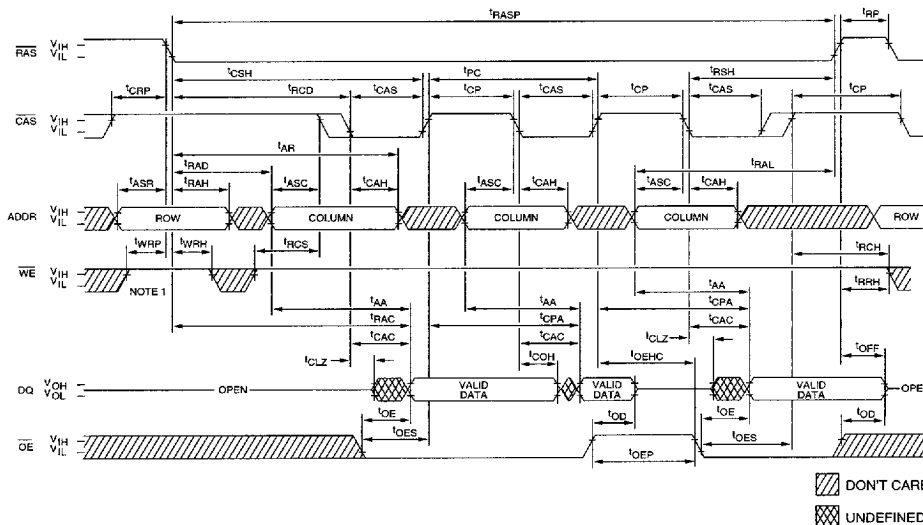 tRASP
tRP
RAS VIH VIL
tCSH
tPC
tRSH
tCRP
tRCD
tCAS
tCP
tCAS
tCP
tCAS
tCP
CAS VIH VIL
tAR
tRAD
tRAL
tASR
tRAH
tASC
tCAH
tASC
tCAH
tASC
tCAH
ADDR VIH VIL
ROW
COLUMN
COLUMN
COLUMN
ROW
tWRP
tWRH
tRCS
tRCH
WE VIH VIL
NOTE 1
tRRH
tAA
tAA
tAA
tRAC
tCPA
tCPA
tCAC
tCAC
tCAC
tCLZ
tCOH
tOEHC
tCLZ
tOFF
DQ VOH VOL
OPEN
VALID DATA
VALID DATA
VALID DATA
OPE
tOE
tOES
tOD
tOE
tOES
tOD
OE VIH VIL
tOEP
DON'T CARE
UNDEFINED